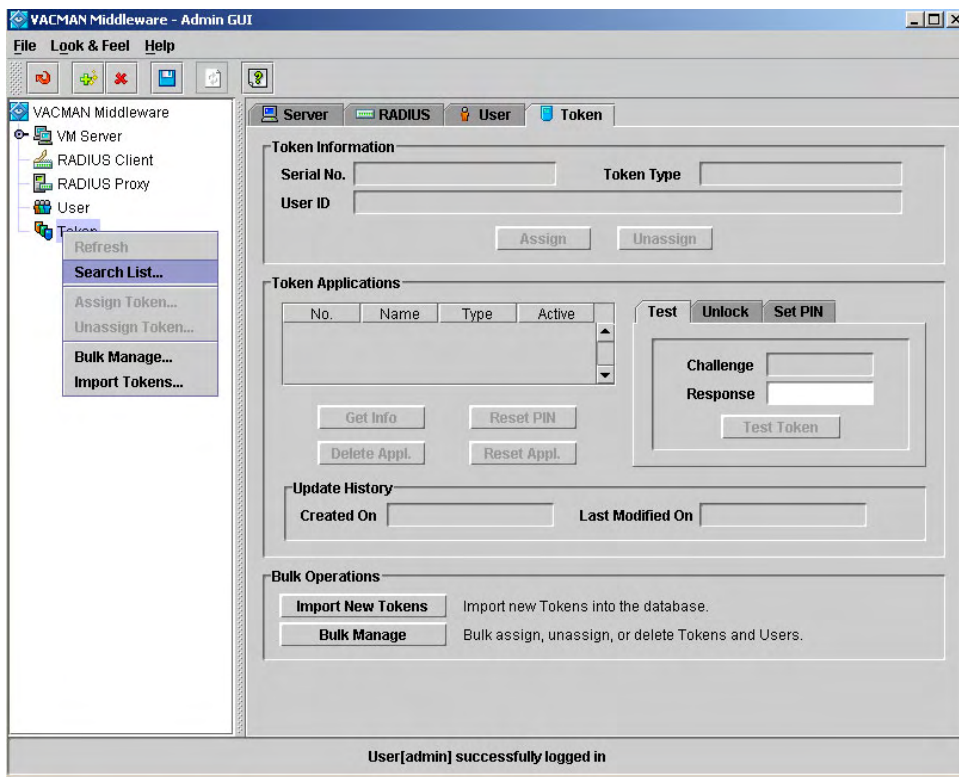 VACMAN Middleware - Admin GUI
File Look & Feel Help
VACMAN Middleware
VM Server
RADIUS Client
RADIUS Proxy
User
Token
Refresh
Search List...
Assign Token...
Unassign Token...
Bulk Manage...
Import Tokens...
Server RADIUS User Token
Token Information
Serial No. Token Type
User ID
Assign Unassign
Token Applications
No. Name Type Active
Get Info Reset PIN
Delete Appl. Reset Appl.
Test Unlock Set PIN
Challenge
Response
Test Token
Update History
Created On Last Modified On
Bulk Operations
Import New Tokens Import new Tokens into the database.
Bulk Manage Bulk assign, unassign, or delete Tokens and Users.
User[admin] successfully logged in